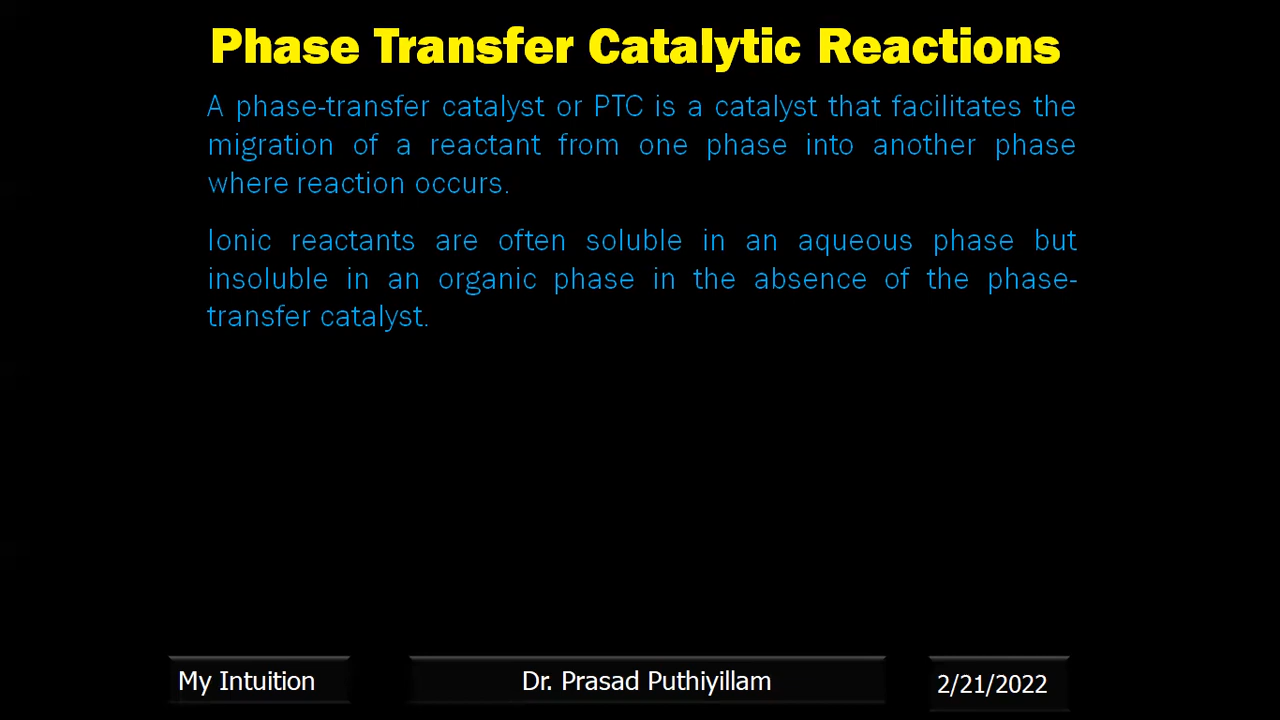 Phase Transfer Catalytic Reactions
A phase-transfer catalyst or PTC is a catalyst that facilitates the
migration of a reactant from one phase into another phase
where reaction occurs.
Ionic reactants are often soluble in an aqueous phase but
insoluble in an organic phase in the absence of the phase-
transfer catalyst.
My Intuition
Dr. Prasad Puthiyillam
2/21/2022